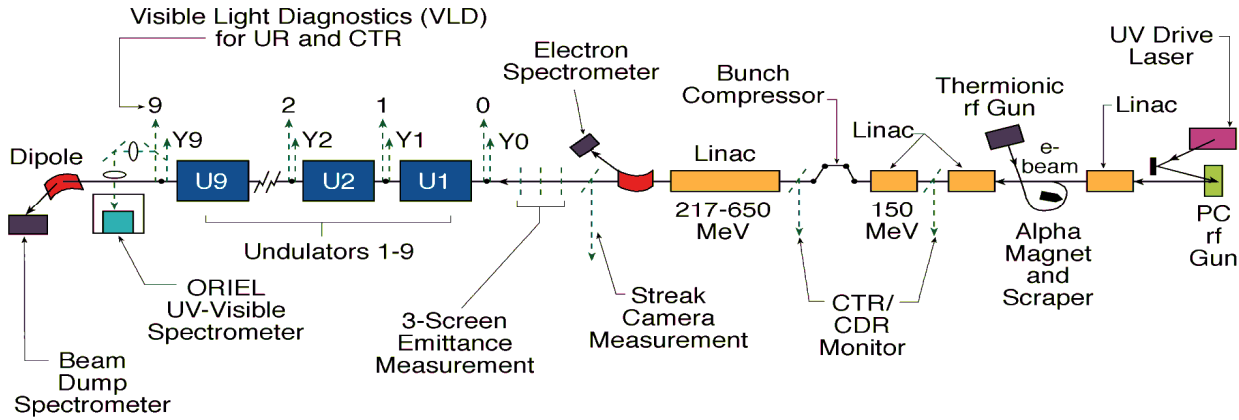 Visible Light Diagnostics (VLD)
for UR and CTR
Electron
Spectrometer
Bunch
Compressor
Thermionic
rf Gun
UV Drive
Laser
Linac
9
2
1
0
Y9
Y2
Y1
Y0
Dipole
Linac
Linac
e-
beam
U9
U2
U1
217-650
MeV
150
MeV
PC
rf
Gun
Undulators 1-9
Alpha
Magnet
and
Scraper
ORIEL
UV-Visible
Spectrometer
3-Screen
Emittance
Measurement
Streak
Camera
Measurement
CTR/
CDR
Monitor
Beam
Dump
Spectrometer